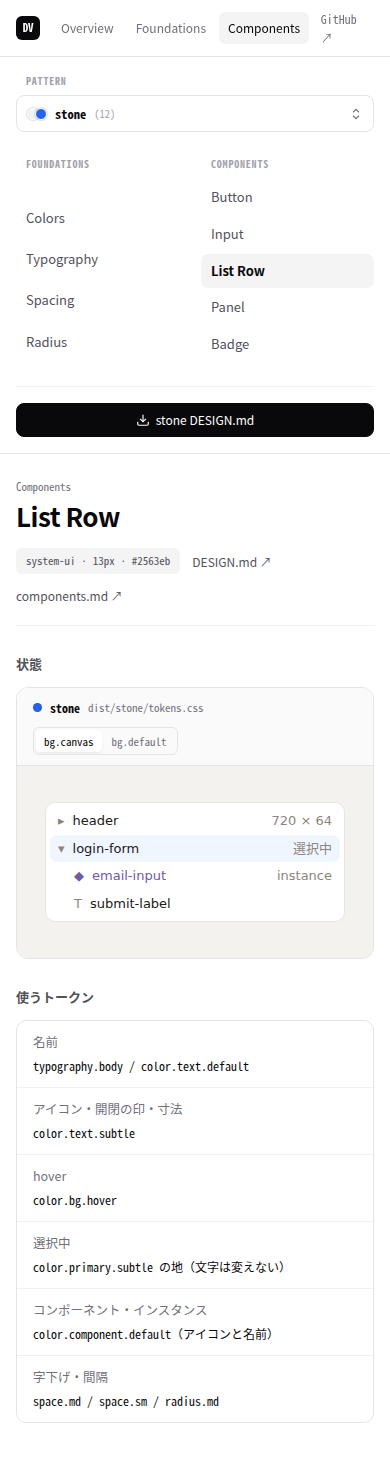 DV Overview Foundations Components GitHub ↗
PATTERN
stone (12)
FOUNDATIONS
Colors
Typography
Spacing
Radius
COMPONENTS
Button
Input
List Row
Panel
Badge
stone DESIGN.md
Components
List Row
system-ui · 13px · #2563eb DESIGN.md ↗
components.md ↗
状態
stone dist/stone/tokens.css
bg.canvas bg.default
▸ header 720 × 64
▾ login-form 選択中
◆ email-input instance
T submit-label
使うトークン
名前
typography.body / color.text.default
アイコン・開閉の印・寸法
color.text.subtle
hover
color.bg.hover
選択中
color.primary.subtle の地（文字は変えない）
コンポーネント・インスタンス
color.component.default（アイコンと名前）
字下げ・間隔
space.md / space.sm / radius.md